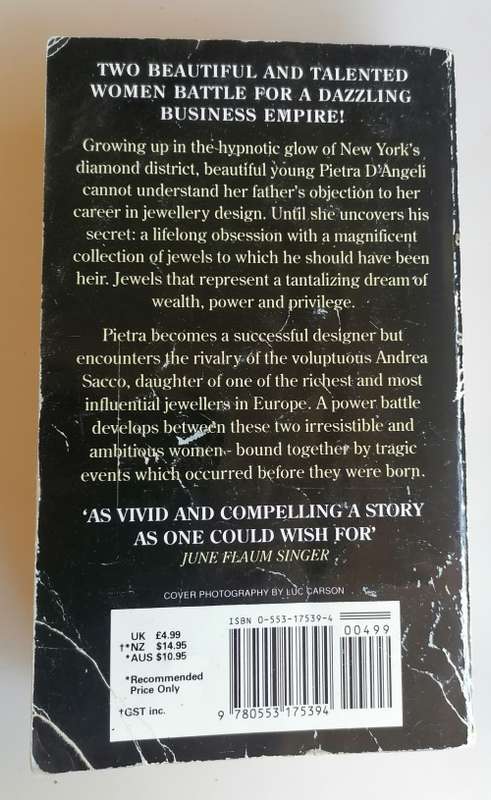 TWO BEAUTIFUL AND TALENTED
WOMEN BATTLE FOR A DAZZLING
BUSINESS EMPIRE!
Growing up in the hypnotic glow of New York's
diamond district, beautiful young Pietra D'Angeli
cannot understand her father's objection to her
career in jewellery design. Until she uncovers his
secret: a lifelong obsession with a magnificent
collection of jewels to which he should have been
heir. Jewels that represent a tantalizing dream of
wealth, power and privilege.
Pietra becomes a successful designer but
encounters the rivalry of the voluptuous Andrea
Sacco, daughter of one of the richest and most
influential jewellers in Europe. A power battle
develops between these two irresistible and
ambitious women - bound together by tragic
events which occurred before they were born.
'AS VIVID AND COMPELLING A STORY
AS ONE COULD WISH FOR'
JUNE FLAUM SINGER
COVER PHOTOGRAPHY BY LUC CARSON
ISBN 0-553-17539-4
00499
UK £4.99
†*NZ $14.95
*AUS $10.95
*Recommended
Price Only
†GST inc.
9 780553 175394